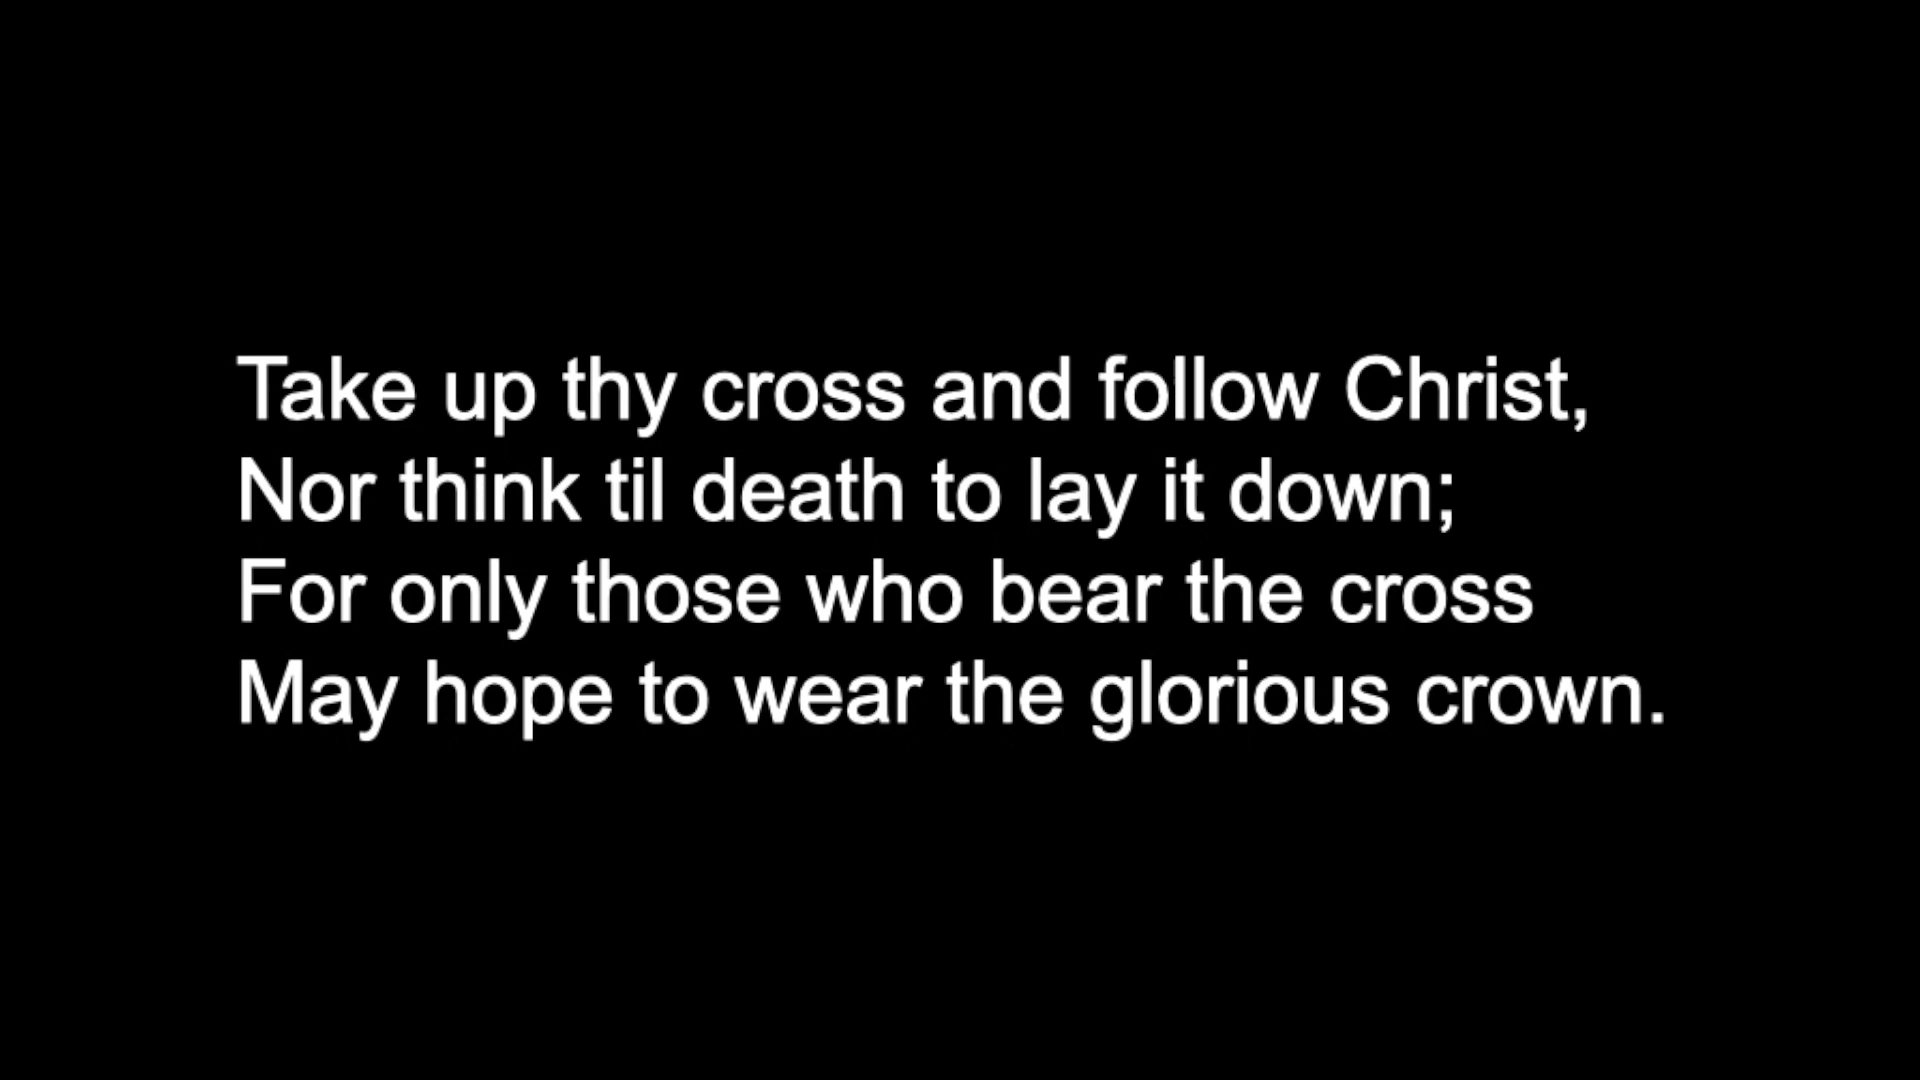 Take up thy cross and follow Christ,
Nor think til death to lay it down;
For only those who bear the cross
May hope to wear the glorious crown.